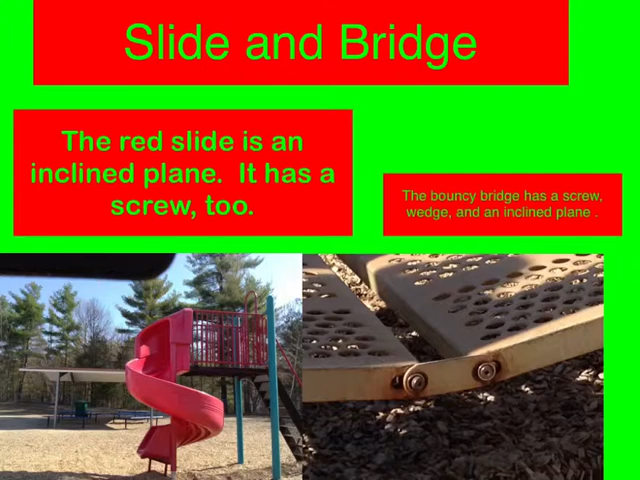 Slide and Bridge
The red slide is an
inclined plane.  It has a
screw, too.
The bouncy bridge has a screw,
wedge, and an inclined plane .